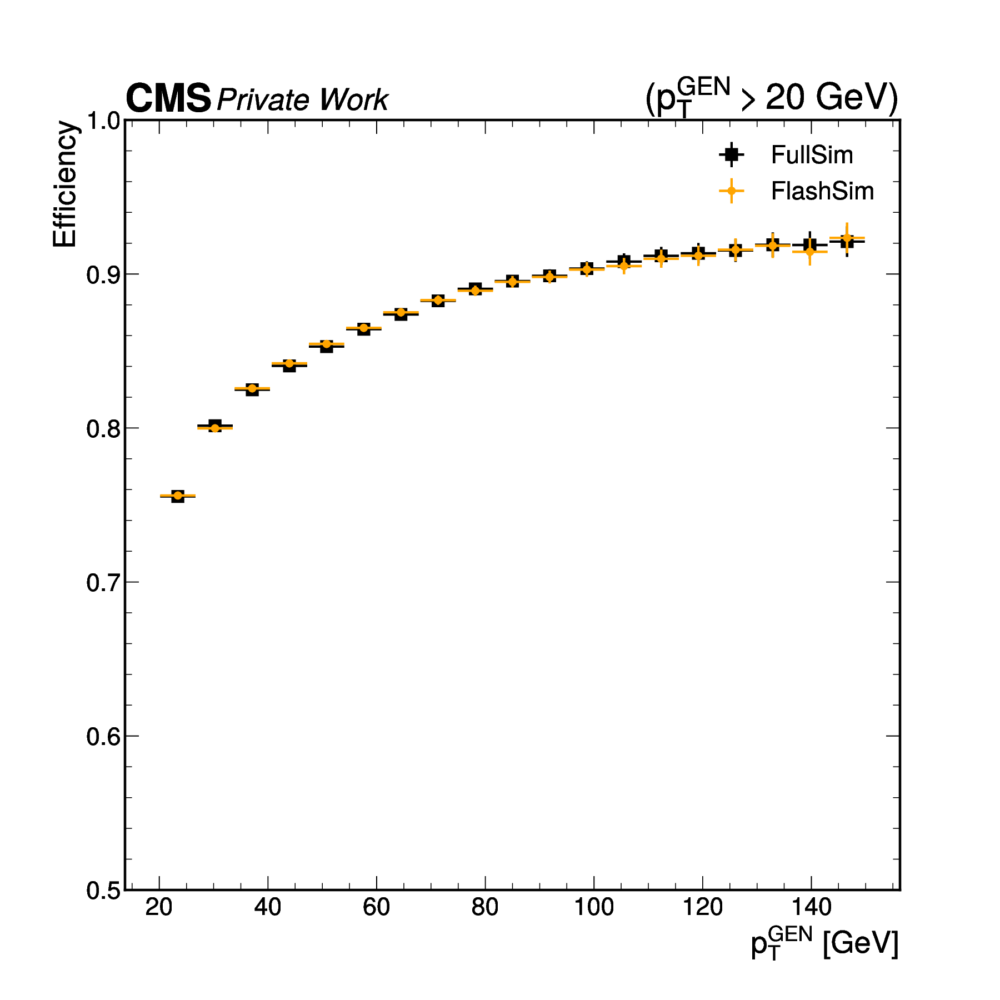 CMS Private Work (p_T^GEN > 20 GeV)
Efficiency
FullSim
FlashSim
1.0
0.9
0.8
0.7
0.6
0.5
20 40 60 80 100 120 140
p_T^GEN [GeV]